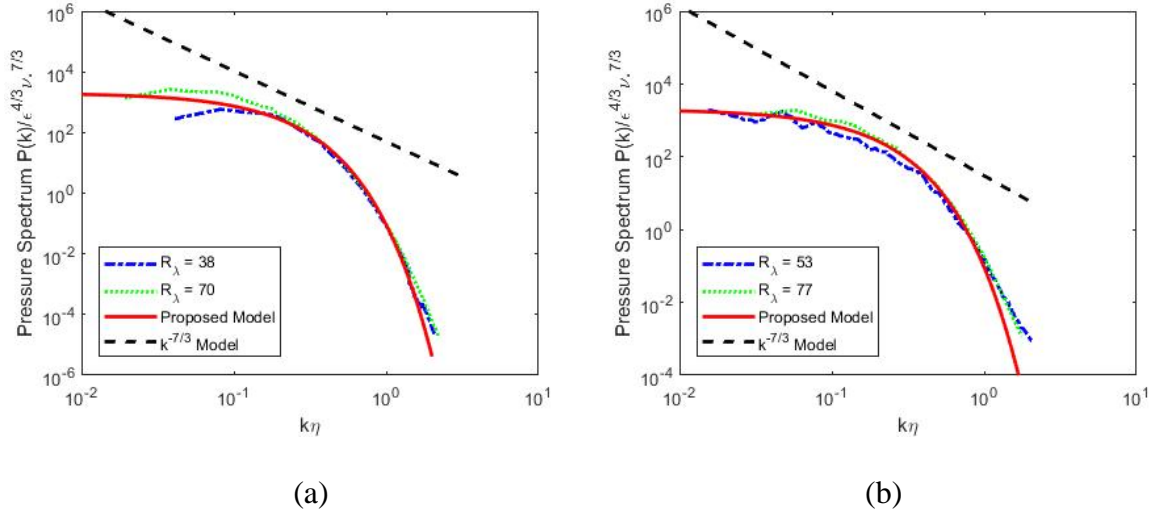 10^6
10^4
10^2
10^0
10^-2
10^-4
10^-6
Pressure Spectrum P(k)/ϵ^4/3 ν.^7/3
R_λ = 38
R_λ = 70
Proposed Model
k^-7/3 Model
10^-2
10^-1
10^0
10^1
kη
(a)
10^6
10^4
10^2
10^0
10^-2
10^-4
Pressure Spectrum P(k)/ϵ^4/3 ν.^7/3
R_λ = 53
R_λ = 77
Proposed Model
k^-7/3 Model
10^-2
10^-1
10^0
10^1
kη
(b)